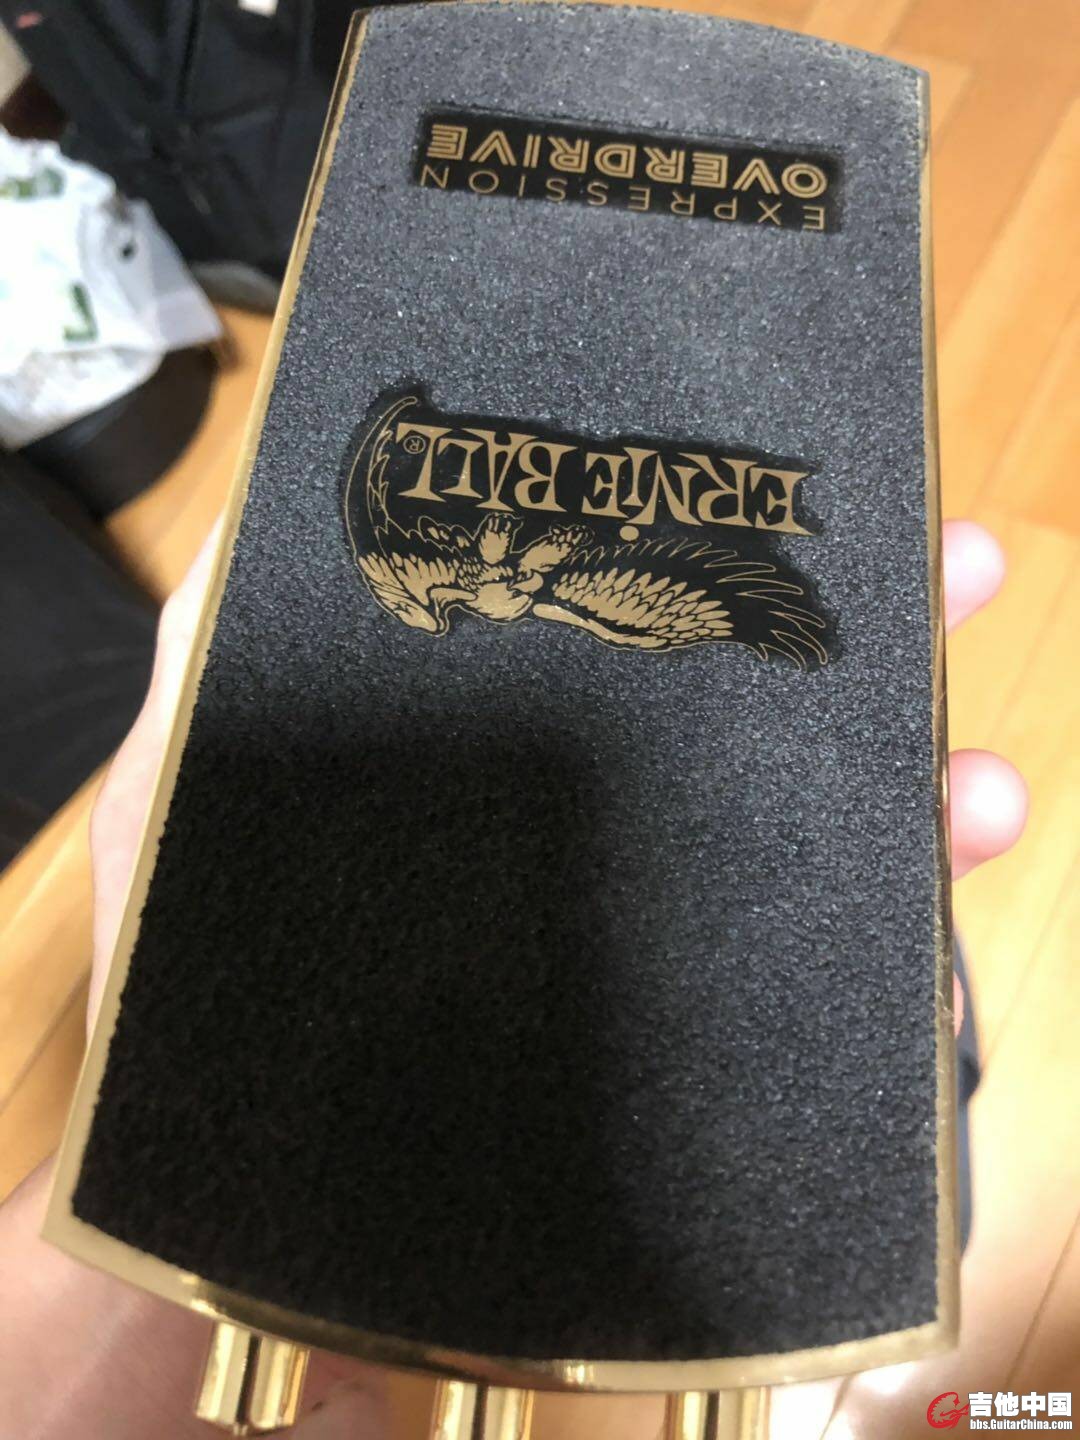 EXPRESSION
OVERDRIVE
ERNIE BALL®
吉他中国
bbs.GuitarChina.com